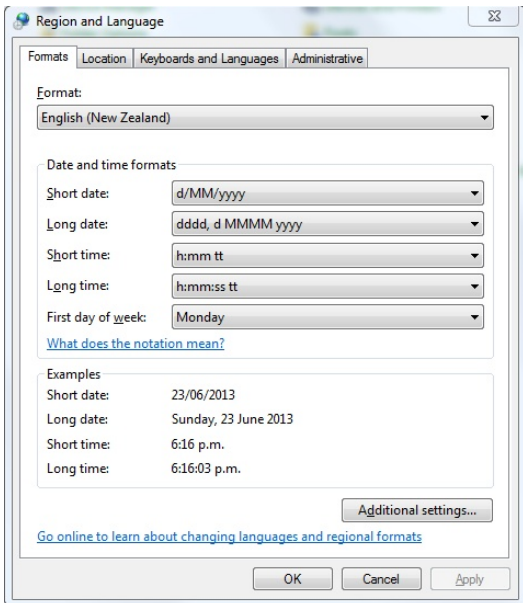 Region and Language
Formats Location Keyboards and Languages Administrative
Format:
English (New Zealand)
Date and time formats
Short date: d/MM/yyyy
Long date: dddd, d MMMM yyyy
Short time: h:mm tt
Long time: h:mm:ss tt
First day of week: Monday
What does the notation mean?
Examples
Short date: 23/06/2013
Long date: Sunday, 23 June 2013
Short time: 6:16 p.m.
Long time: 6:16:03 p.m.
Additional settings...
Go online to learn about changing languages and regional formats
OK Cancel Apply